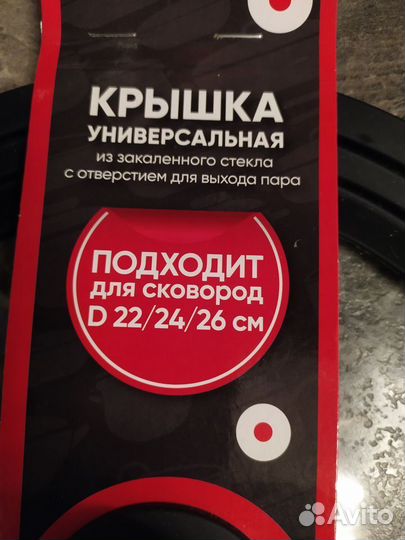 КРЫШКА
УНИВЕРСАЛЬНАЯ
из закаленного стекла
с отверстием для выхода пара
ПОДХОДИТ
для сковород
D 22/24/26 см
Avito